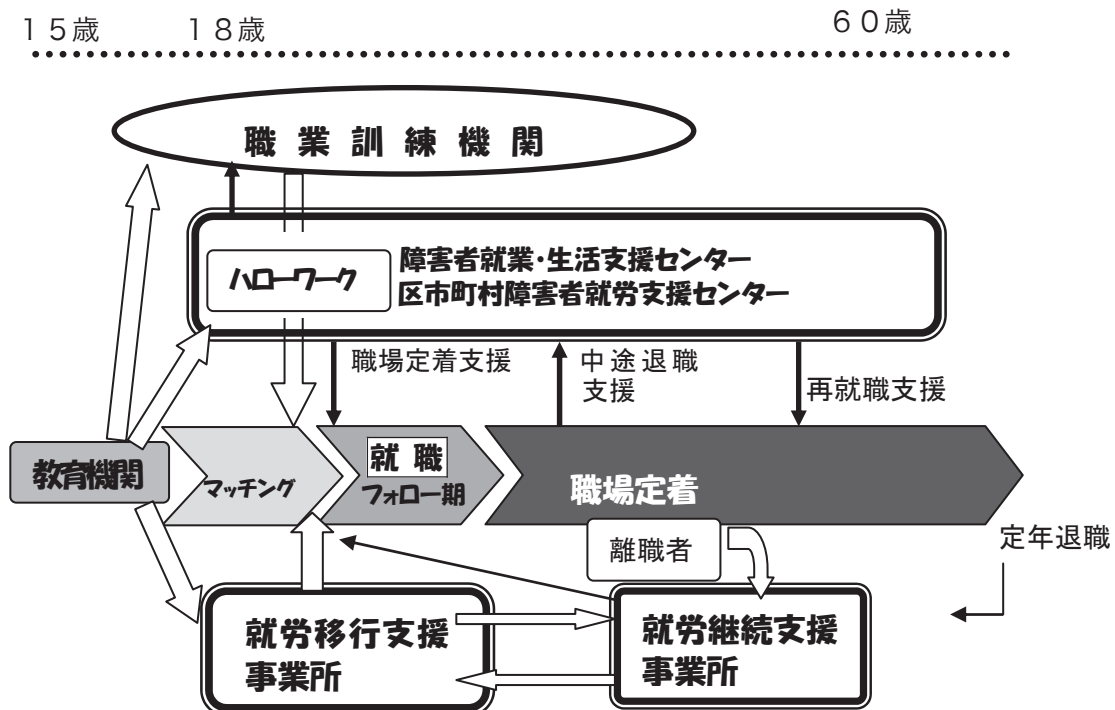 １５歳 １８歳 ６０歳
職業訓練機関
ハローワーク
障害者就業・生活支援センター
区市町村障害者就労支援センター
職場定着支援
中途退職
支援
再就職支援
教育機関
マッチング
就職
フォロー期
職場定着
離職者
定年退職
就労移行支援
事業所
就労継続支援
事業所